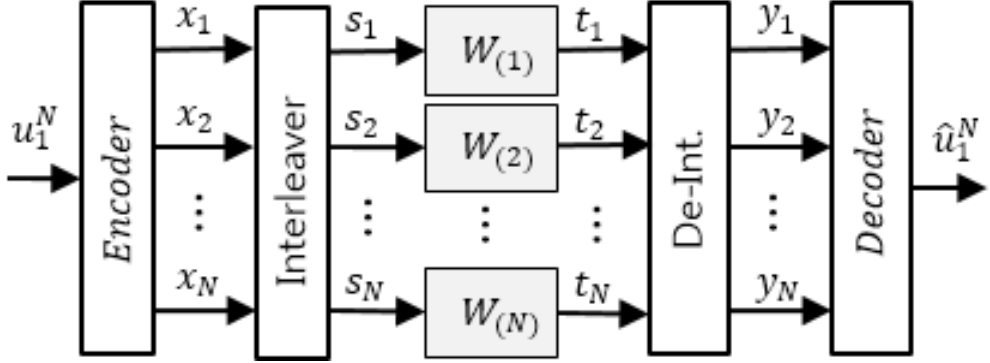 u_1^N
Encoder
x_1
x_2
⋮
x_N
Interleaver
s_1
s_2
⋮
s_N
W_(1)
W_(2)
⋮
W_(N)
t_1
t_2
⋮
t_N
De-Int.
y_1
y_2
⋮
y_N
Decoder
û_1^N